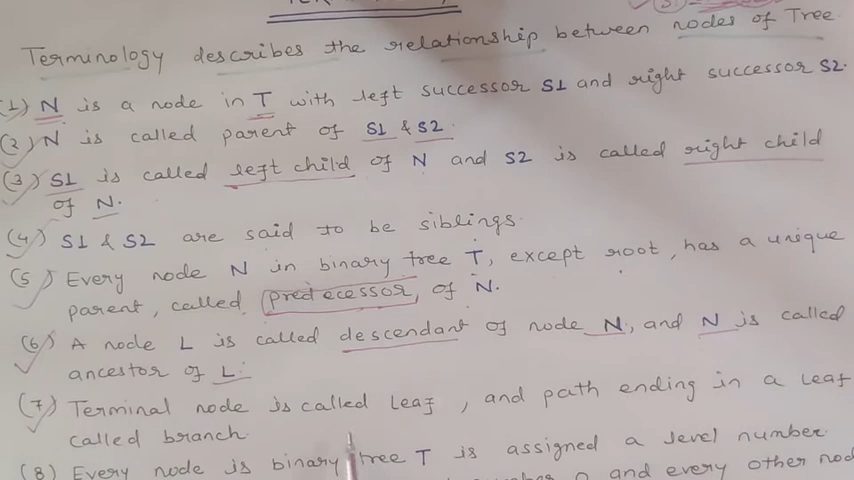 Terminology describes the relationship between nodes of Tree
(1) N is a node in T with left successor S1 and right successor S2.
(2) N is called parent of S1 & S2.
(3) S1 is called left child of N and S2 is called right child
of N.
(4) S1 & S2 are said to be siblings.
(5) Every node N in binary tree T, except root, has a unique
parent, called predecessor, of N.
(6) A node L is called descendant of node N, and N is called
ancestor of L.
(7) Terminal node is called leaf, and path ending in a leaf
called branch.
(8) Every node is binary tree T is assigned a level number.
and every other node